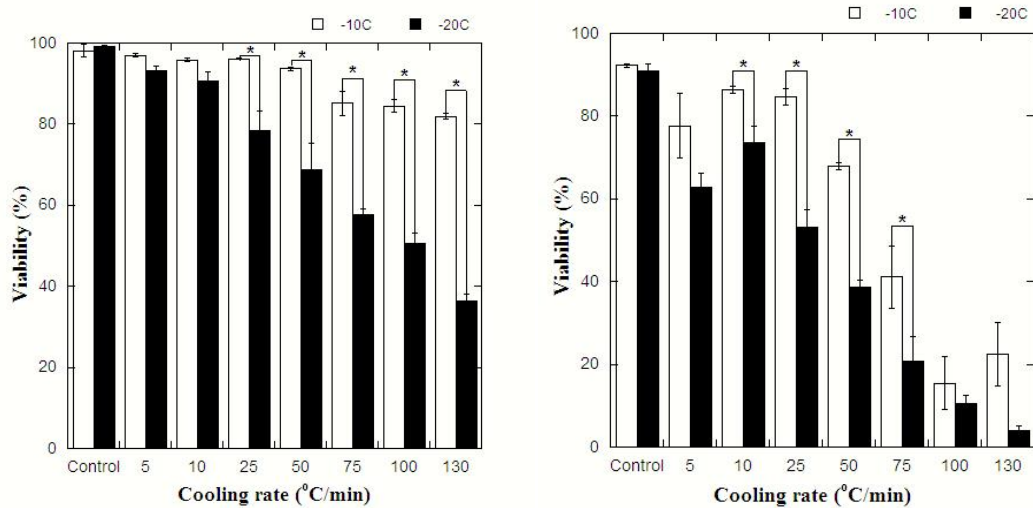 -10C -20C
100
80
60
40
20
0
Viability (%)
* * * * *
Control 5 10 25 50 75 100 130
Cooling rate (°C/min)
-10C -20C
100
80
60
40
20
0
Viability (%)
* * * *
Control 5 10 25 50 75 100 130
Cooling rate (°C/min)